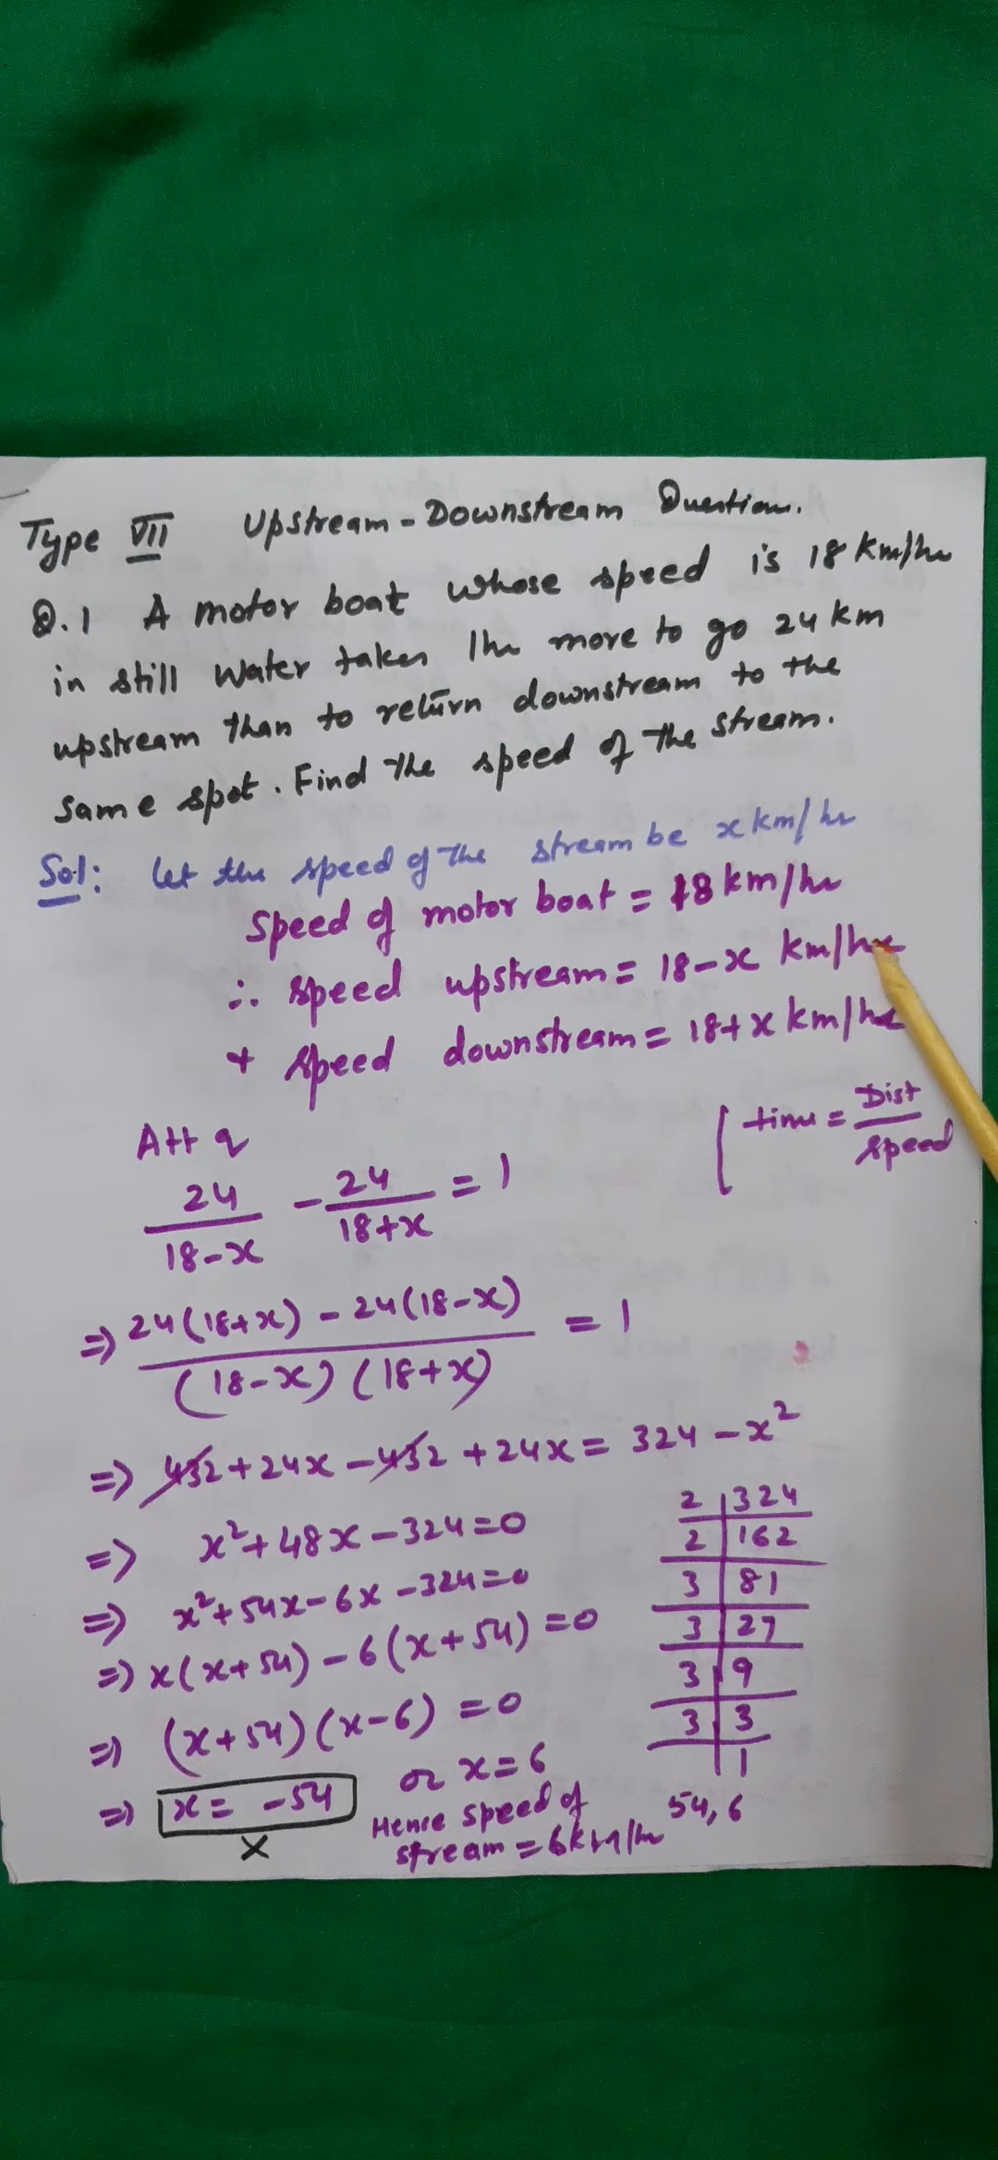 Type VII Upstream-Downstream Question.
Q.1 A motor boat whose speed is 18 km/hr
in still water takes 1hr more to go 24 km
upstream than to return downstream to the
same spot. Find the speed of the stream.
Sol: let the speed of the stream be x km/hr
Speed of motor boat = 18 km/hr
∴ speed upstream = 18-x km/hr
+ speed downstream = 18+x km/hr
Att q
[ time = Dist/speed
24/18-x - 24/18+x = 1
⇒ 24(18+x) - 24(18-x) / (18-x)(18+x) = 1
⇒ 432+24x-432+24x = 324-x²
⇒ x²+48x-324=0
⇒ x²+54x-6x-324=0
⇒ x(x+54)-6(x+54)=0
⇒ (x+54)(x-6)=0
⇒ x= -54 or x=6
x
Hence speed of
stream = 6km/hr
2 324
2 162
3 81
3 27
3 9
3 3
1
54,6